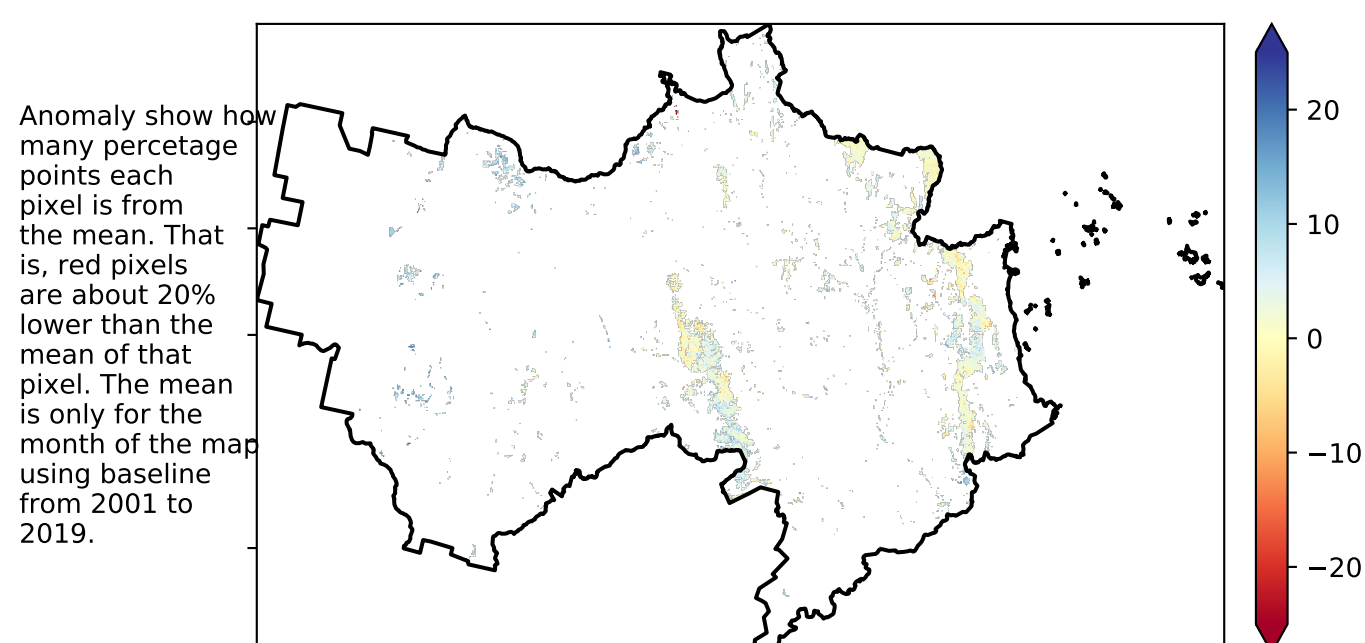 Anomaly show how
many percetage
points each
pixel is from
the mean. That
is, red pixels
are about 20%
lower than the
mean of that
pixel. The mean
is only for the
month of the map
using baseline
from 2001 to
2019.
20
10
0
−10
−20